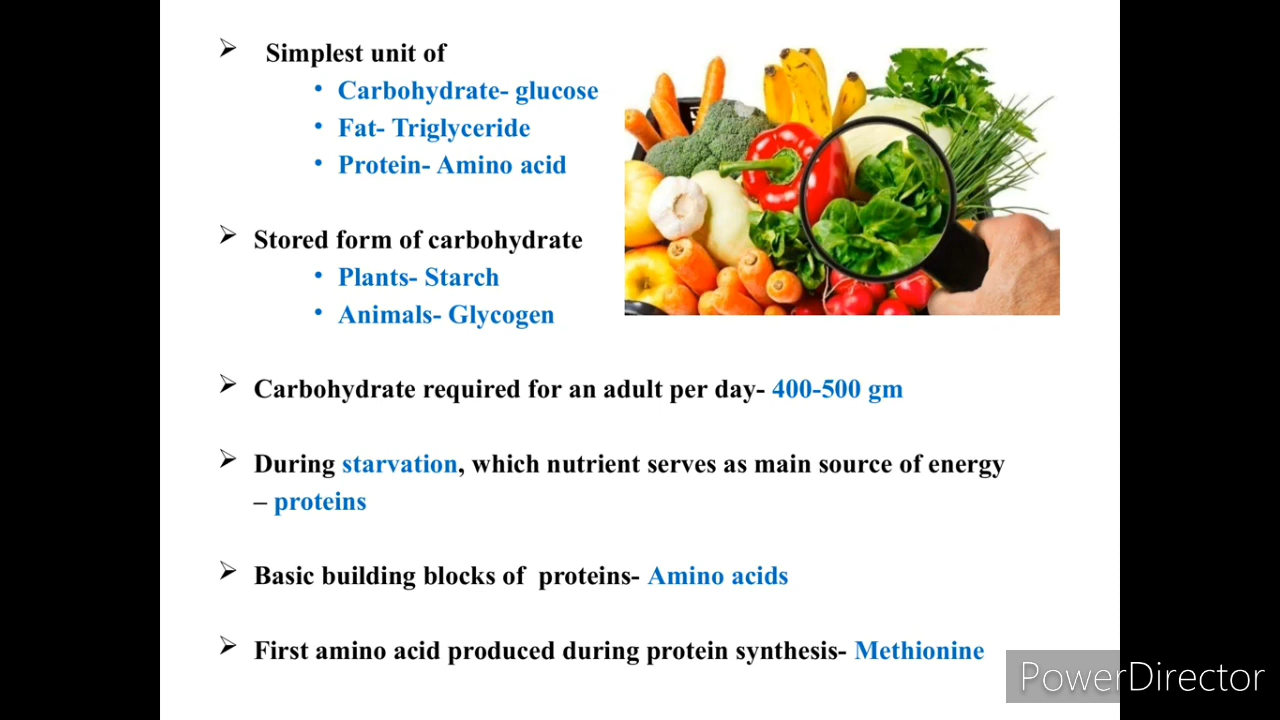 ➢ Simplest unit of
• Carbohydrate- glucose
• Fat- Triglyceride
• Protein- Amino acid
➢ Stored form of carbohydrate
• Plants- Starch
• Animals- Glycogen
➢ Carbohydrate required for an adult per day- 400-500 gm
➢ During starvation, which nutrient serves as main source of energy
– proteins
➢ Basic building blocks of proteins- Amino acids
➢ First amino acid produced during protein synthesis- Methionine
PowerDirector